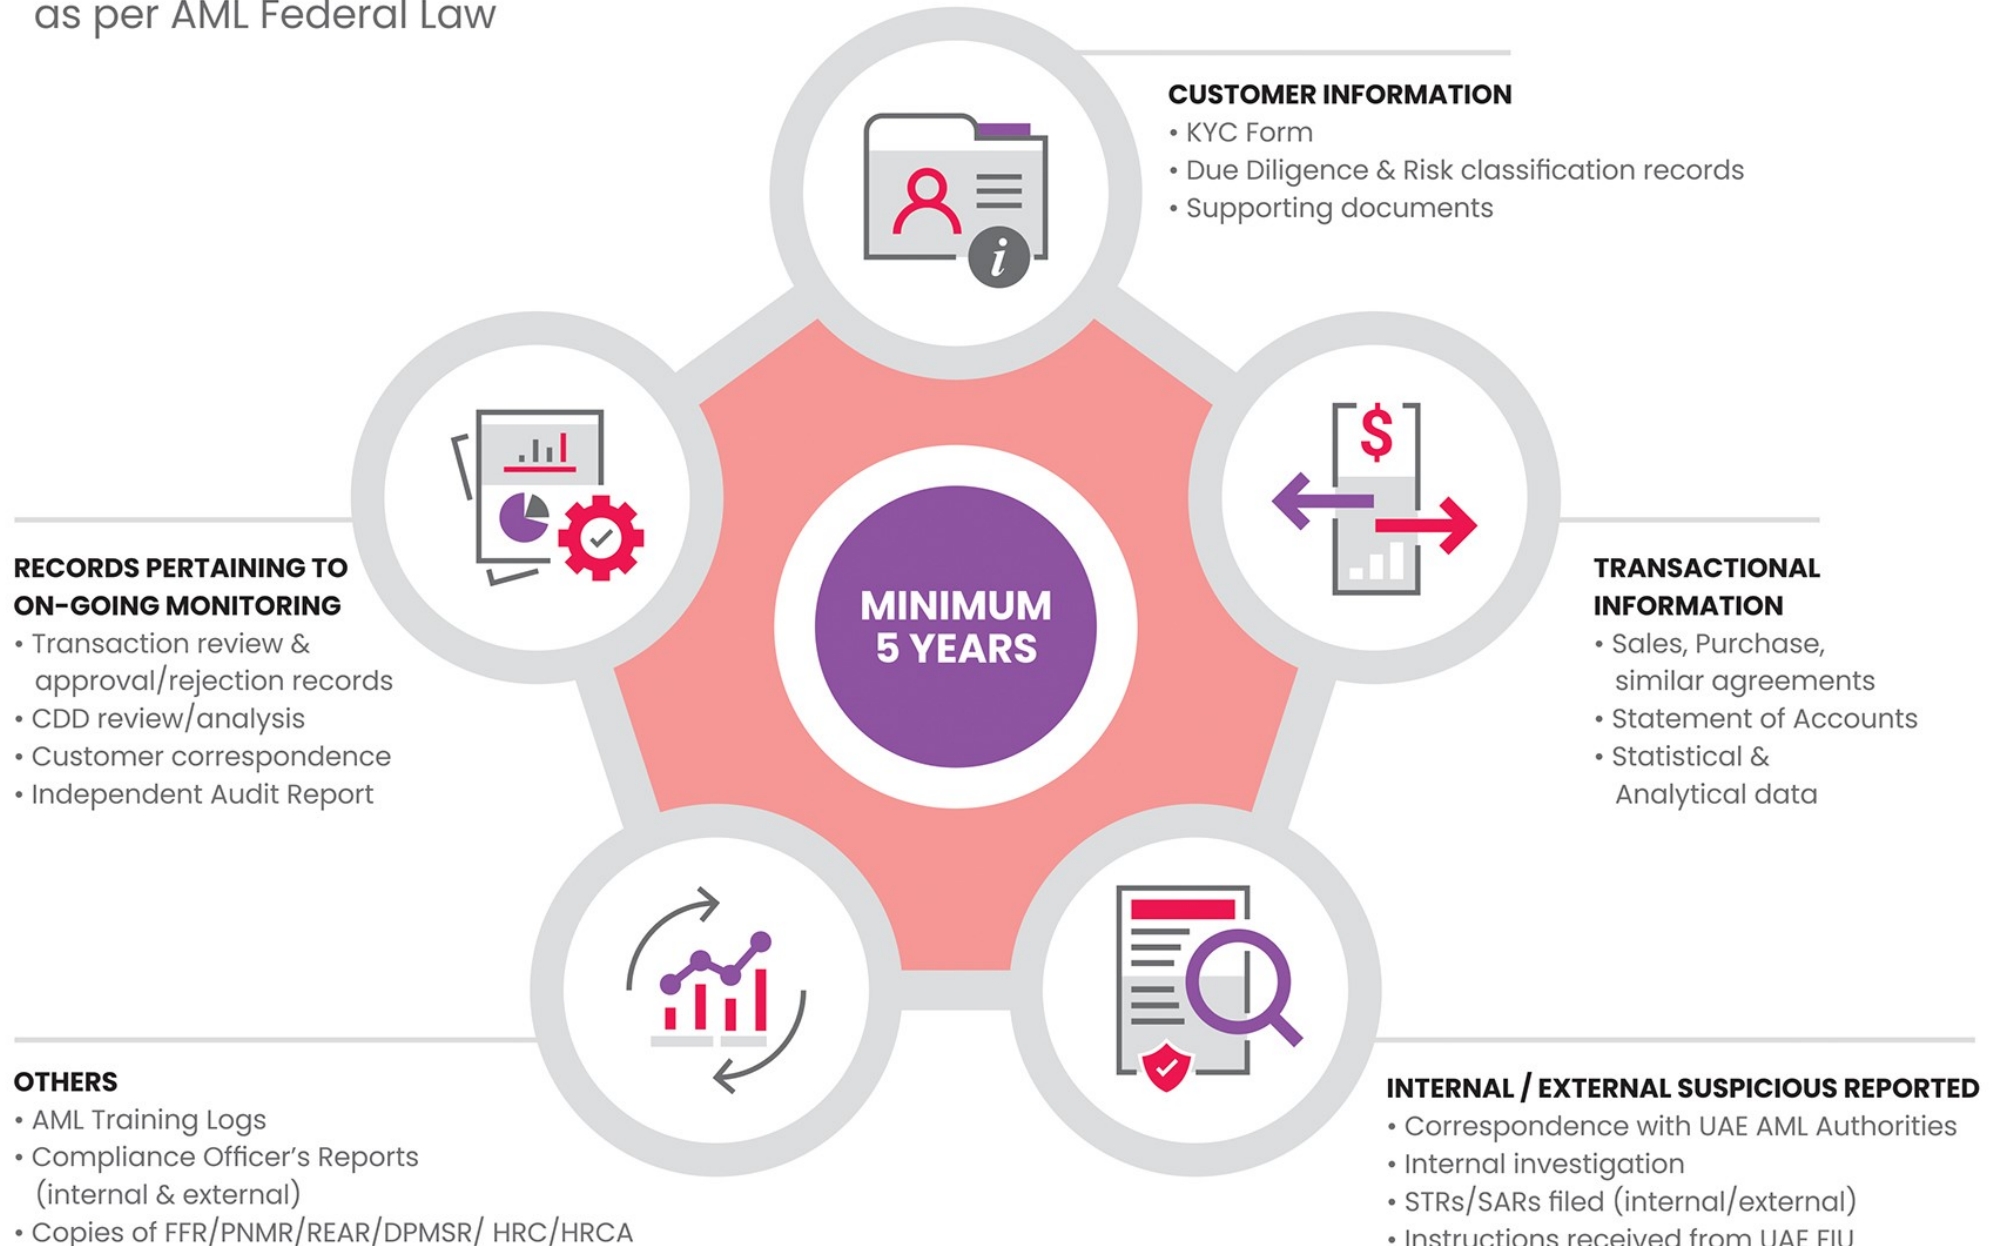 as per AML Federal Law
CUSTOMER INFORMATION
• KYC Form
• Due Diligence & Risk classification records
• Supporting documents
i
$
RECORDS PERTAINING TO
ON-GOING MONITORING
• Transaction review &
approval/rejection records
• CDD review/analysis
• Customer correspondence
• Independent Audit Report
MINIMUM
5 YEARS
TRANSACTIONAL
INFORMATION
• Sales, Purchase,
similar agreements
• Statement of Accounts
• Statistical &
Analytical data
OTHERS
• AML Training Logs
• Compliance Officer's Reports
(internal & external)
• Copies of FFR/PNMR/REAR/DPMSR/ HRC/HRCA
INTERNAL / EXTERNAL SUSPICIOUS REPORTED
• Correspondence with UAE AML Authorities
• Internal investigation
• STRs/SARs filed (internal/external)
• Instructions received from UAE FIU